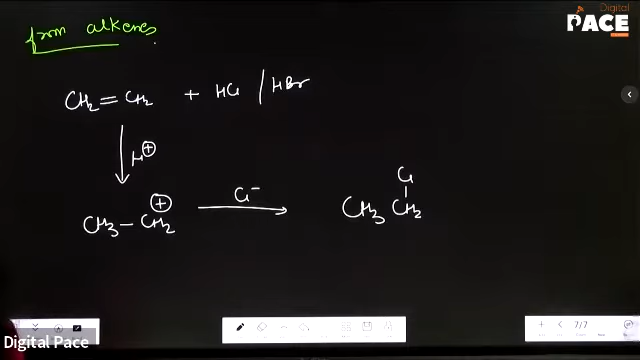 from alkenes
Digital
PACE
CH2=CH2 + HCl / HBr
H⊕
CH3-CH2⊕ Cl- CH3 CH2
Cl
7/7
Digital Pace